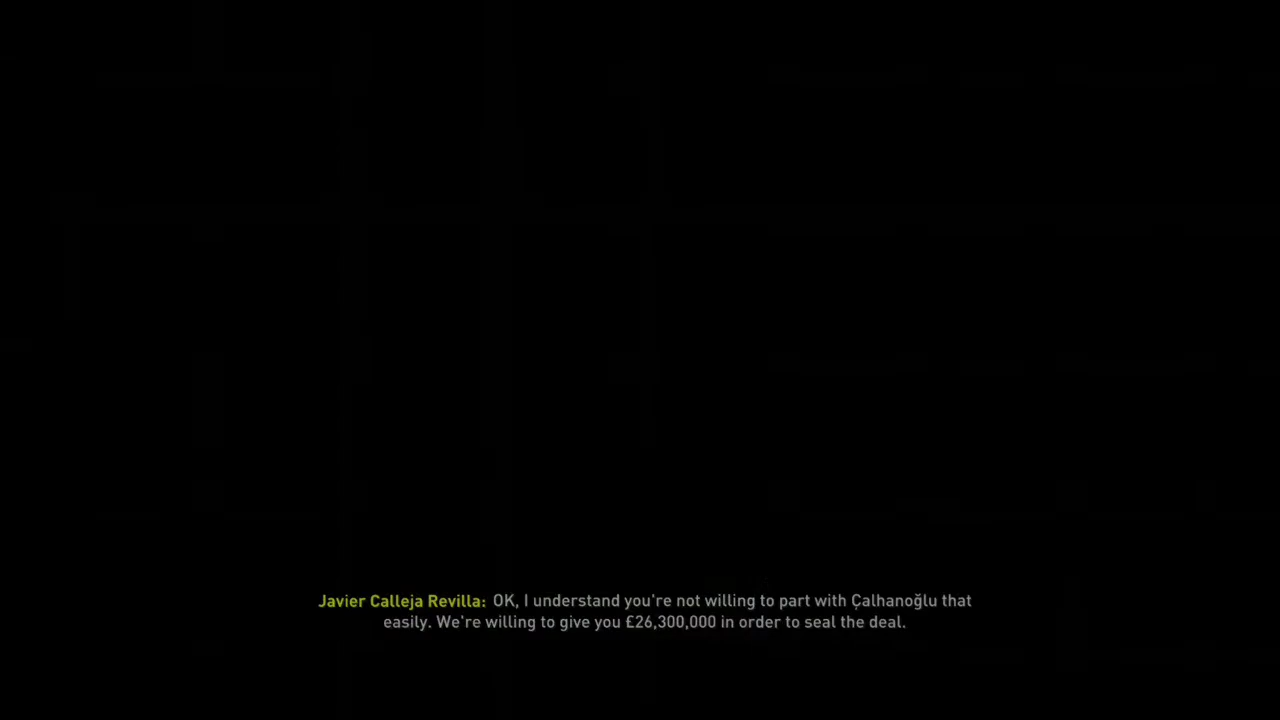 Javier Calleja Revilla: OK, I understand you're not willing to part with Çalhanoğlu that
easily. We're willing to give you £26,300,000 in order to seal the deal.